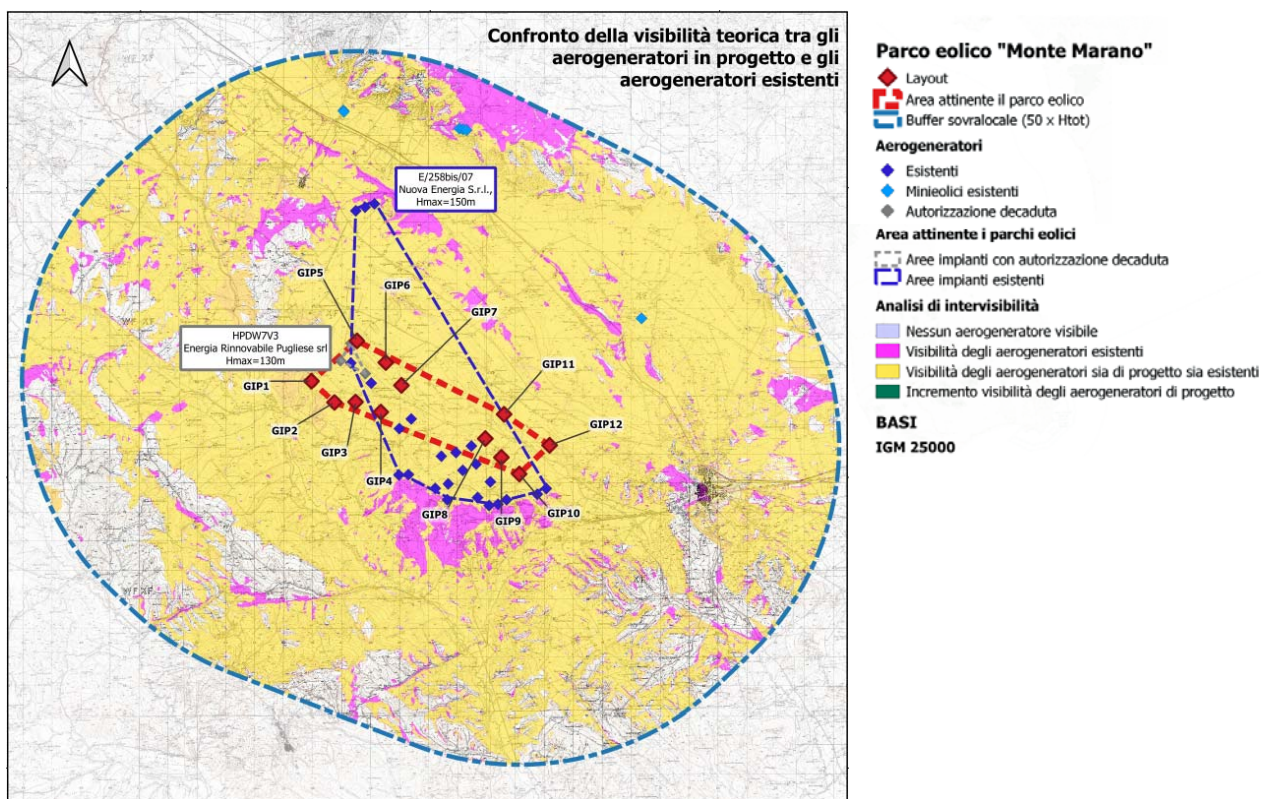 Confronto della visibilità teorica tra gli
aerogeneratori in progetto e gli
aerogeneratori esistenti
E/258bis/07
Nuova Energia S.r.l.,
Hmax=150m
GIP5
GIP6
GIP7
HPDW7V3
Energia Rinnovabile Pugliese srl
Hmax=130m
GIP1
GIP11
GIP2
GIP12
GIP3
GIP4
GIP8
GIP9
GIP10
Parco eolico "Monte Marano"
Layout
Area attinente il parco eolico
Buffer sovralocale (50 x Htot)
Aerogeneratori
Esistenti
Minieolici esistenti
Autorizzazione decaduta
Area attinente i parchi eolici
Aree impianti con autorizzazione decaduta
Aree impianti esistenti
Analisi di intervisibilità
Nessun aerogeneratore visibile
Visibilità degli aerogeneratori esistenti
Visibilità degli aerogeneratori sia di progetto sia esistenti
Incremento visibilità degli aerogeneratori di progetto
BASI
IGM 25000